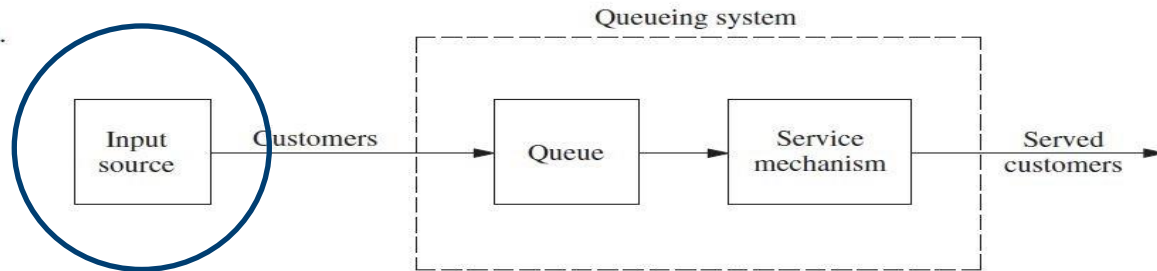 Queueing system
.
Input
source
Customers
Queue
Service
mechanism
Served
customers